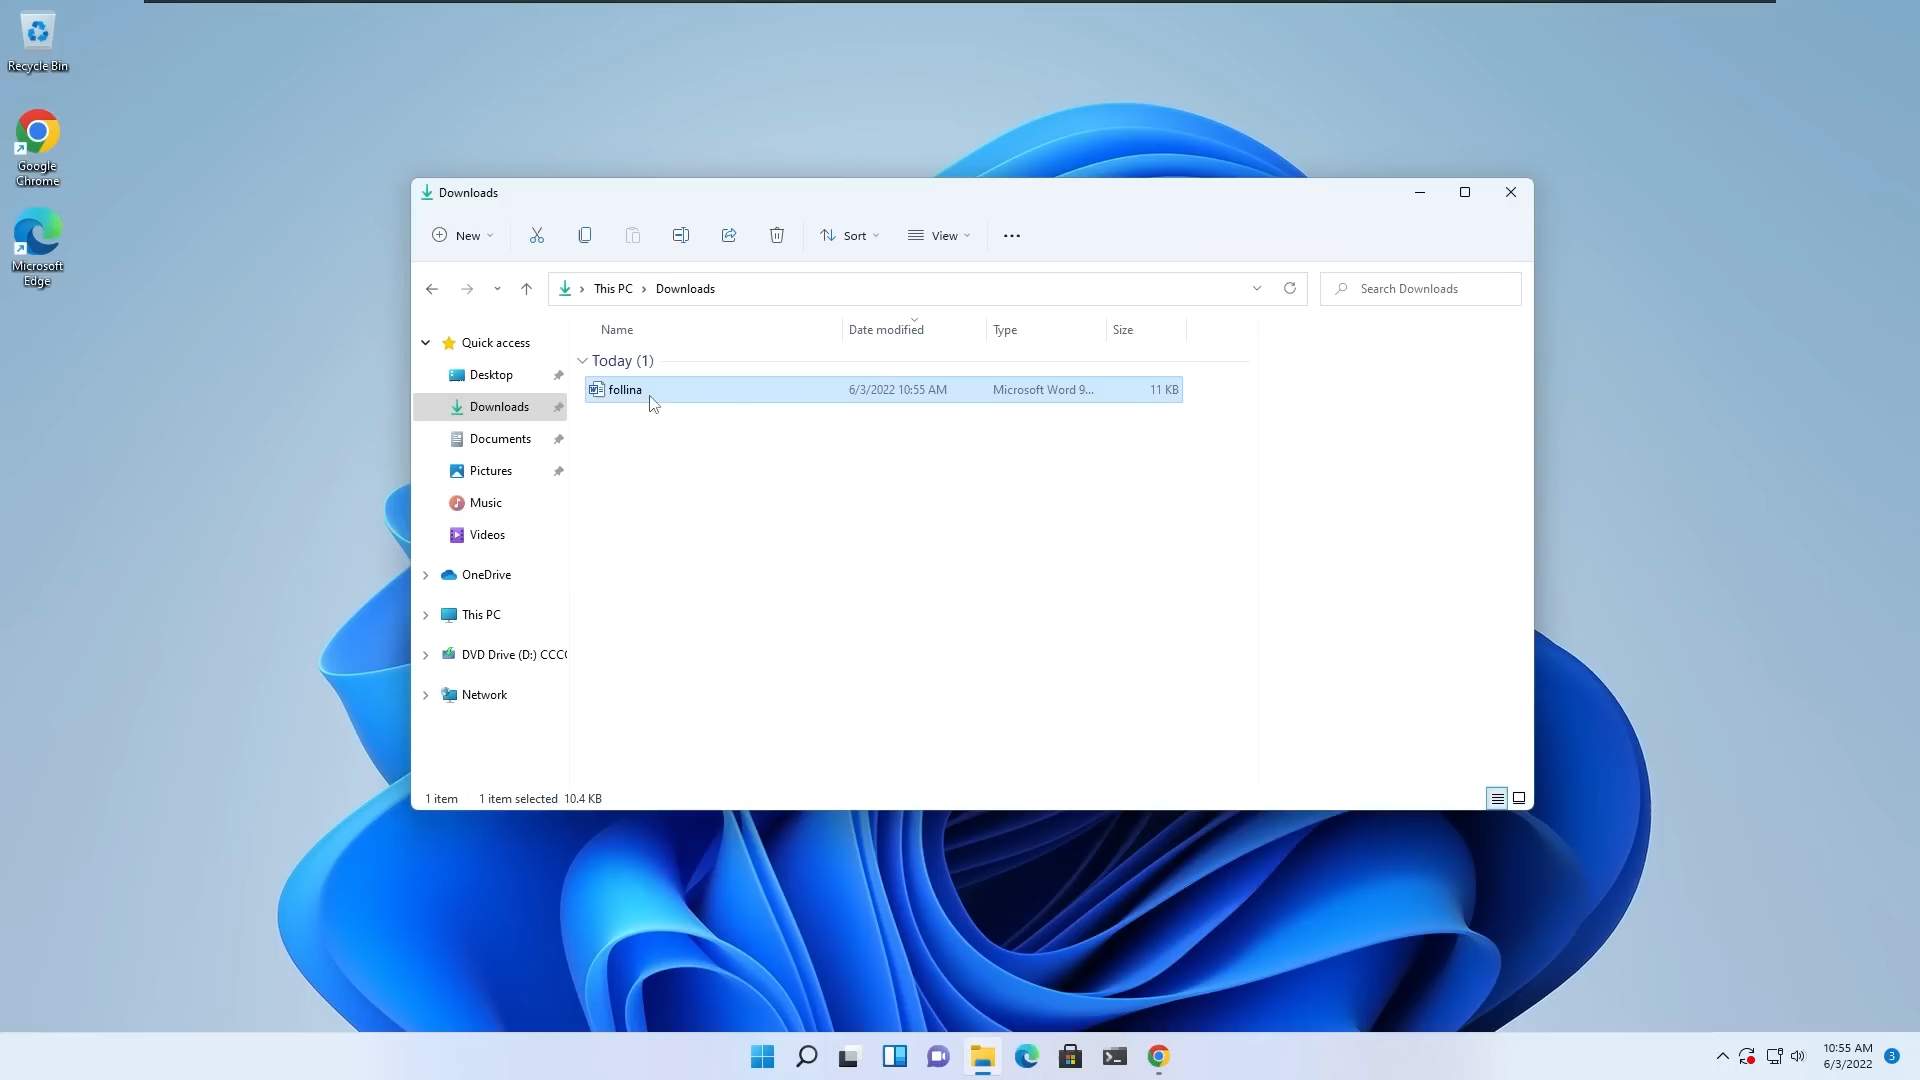 Recycle Bin
Google
Chrome
Microsoft
Edge
Downloads
New
Sort
View
This PC
Downloads
Search Downloads
Name
Date modified
Type
Size
Quick access
Desktop
Downloads
Documents
Pictures
Music
Videos
OneDrive
This PC
DVD Drive (D:) CCC
Network
Today (1)
follina
6/3/2022 10:55 AM
Microsoft Word 9...
11 KB
1 item
1 item selected 10.4 KB
10:55 AM
6/3/2022
3